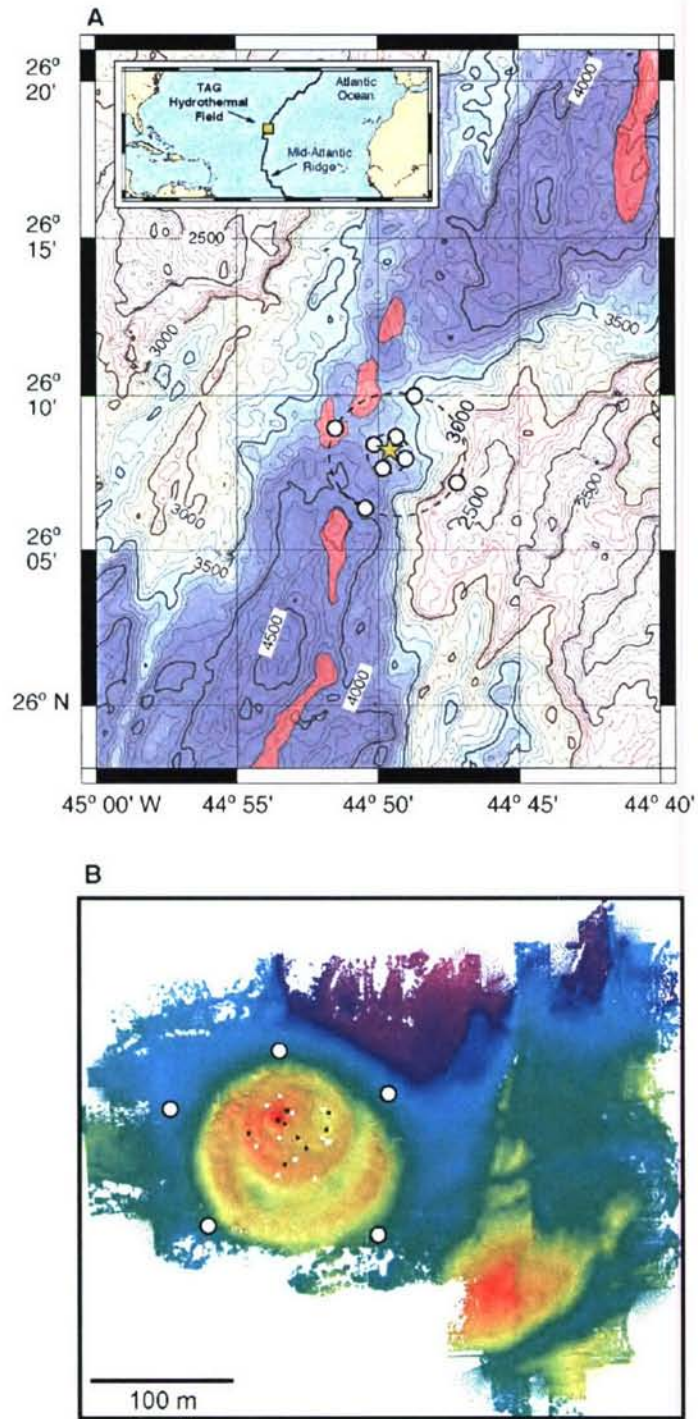 A
26° 20'
26° 15'
26° 10'
26° 05'
26° N
45° 00' W
44° 55'
44° 50'
44° 45'
44° 40'
TAG
Hydrothermal
Field
Atlantic
Ocean
Mid-Atlantic
Ridge
4000
2500
3000
3500
3000
2500
2500
3000
3500
4500
4000
B
100 m